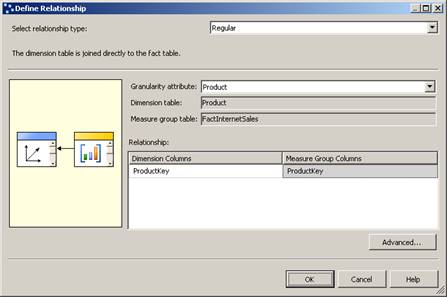 Define Relationship
Select relationship type: Regular
The dimension table is joined directly to the fact table.
Granularity attribute: Product
Dimension table: Product
Measure group table: FactInternetSales
Relationship:
Dimension Columns Measure Group Columns
ProductKey ProductKey
Advanced...
OK Cancel Help